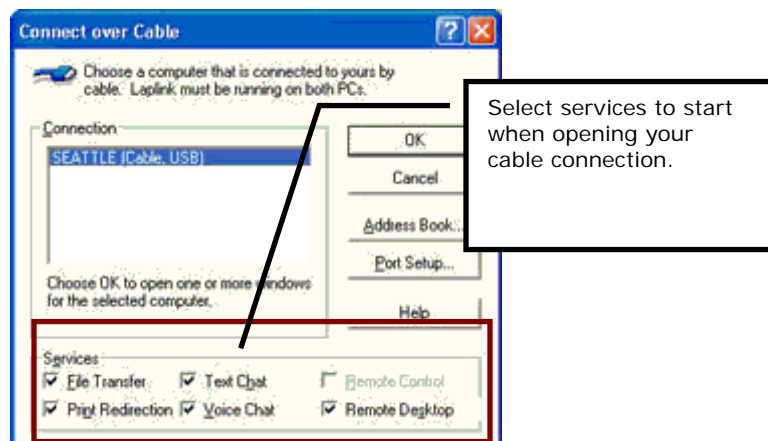 Connect over Cable
Choose a computer that is connected to yours by
cable. Laplink must be running on both PCs.
Connection
SEATTLE (Cable, USB)
OK
Cancel
Address Book...
Port Setup...
Choose OK to open one or more windows
for the selected computer.
Help
Select services to start
when opening your
cable connection.
Services
File Transfer Text Chat Remote Control
Print Redirection Voice Chat Remote Desktop